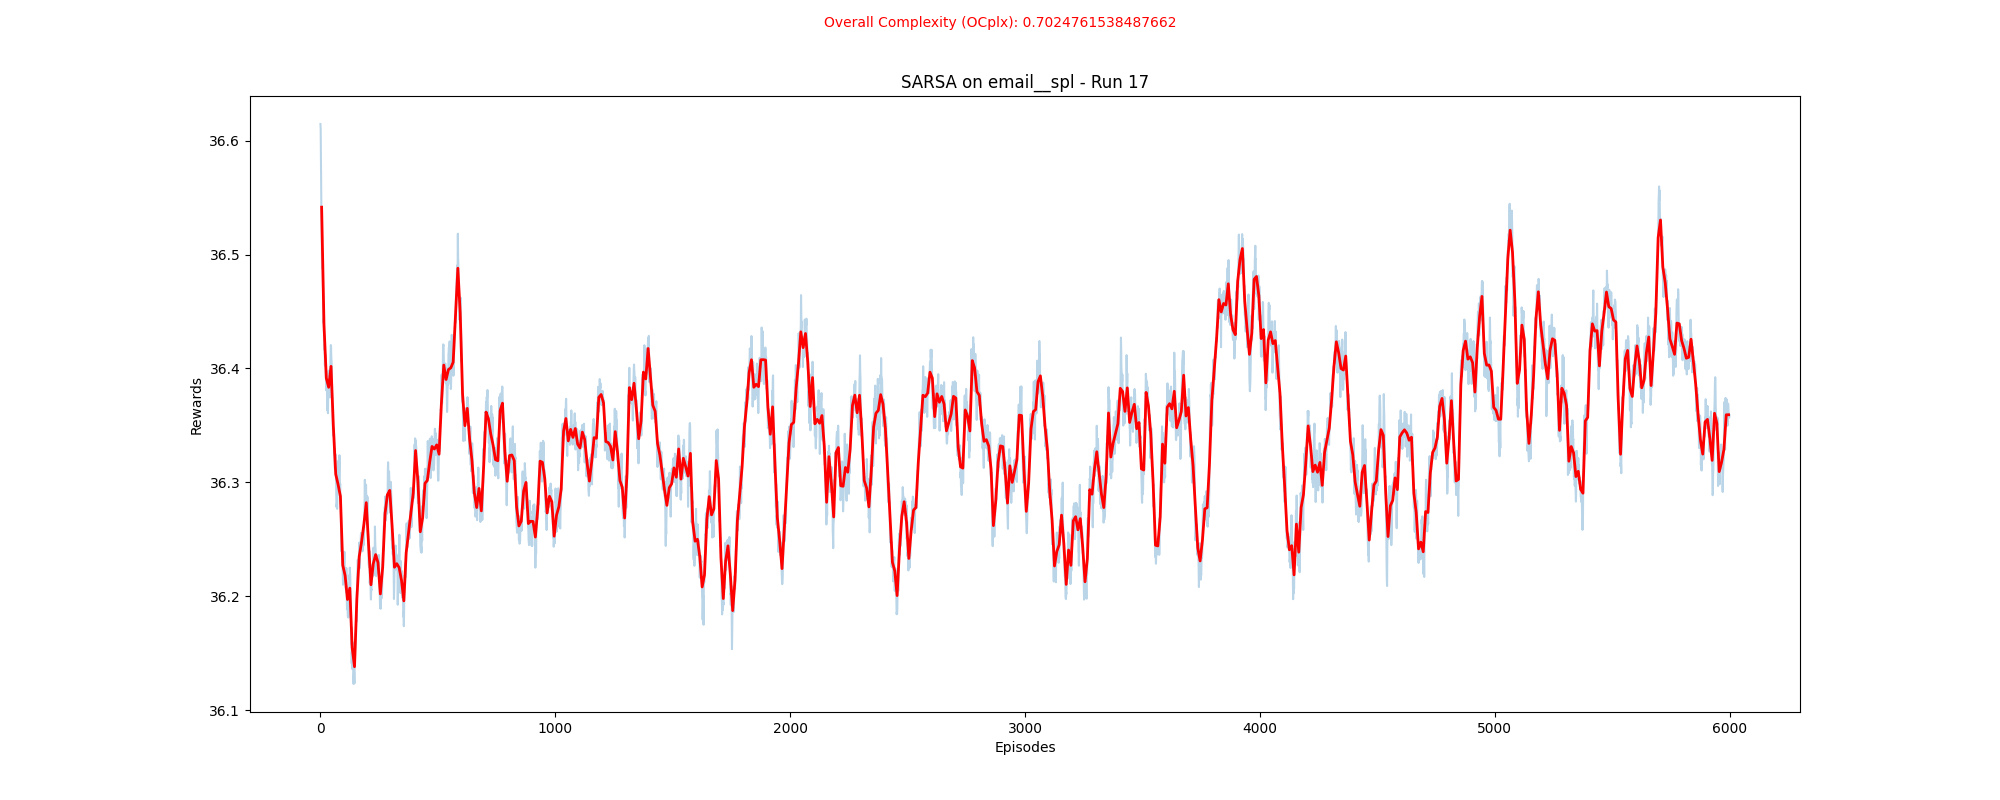 Overall Complexity (OCplx): 0.7024761538487662
SARSA on email__spl - Run 17
36.6
36.5
36.4
36.3
36.2
36.1
Rewards
0 1000 2000 3000 4000 5000 6000
Episodes